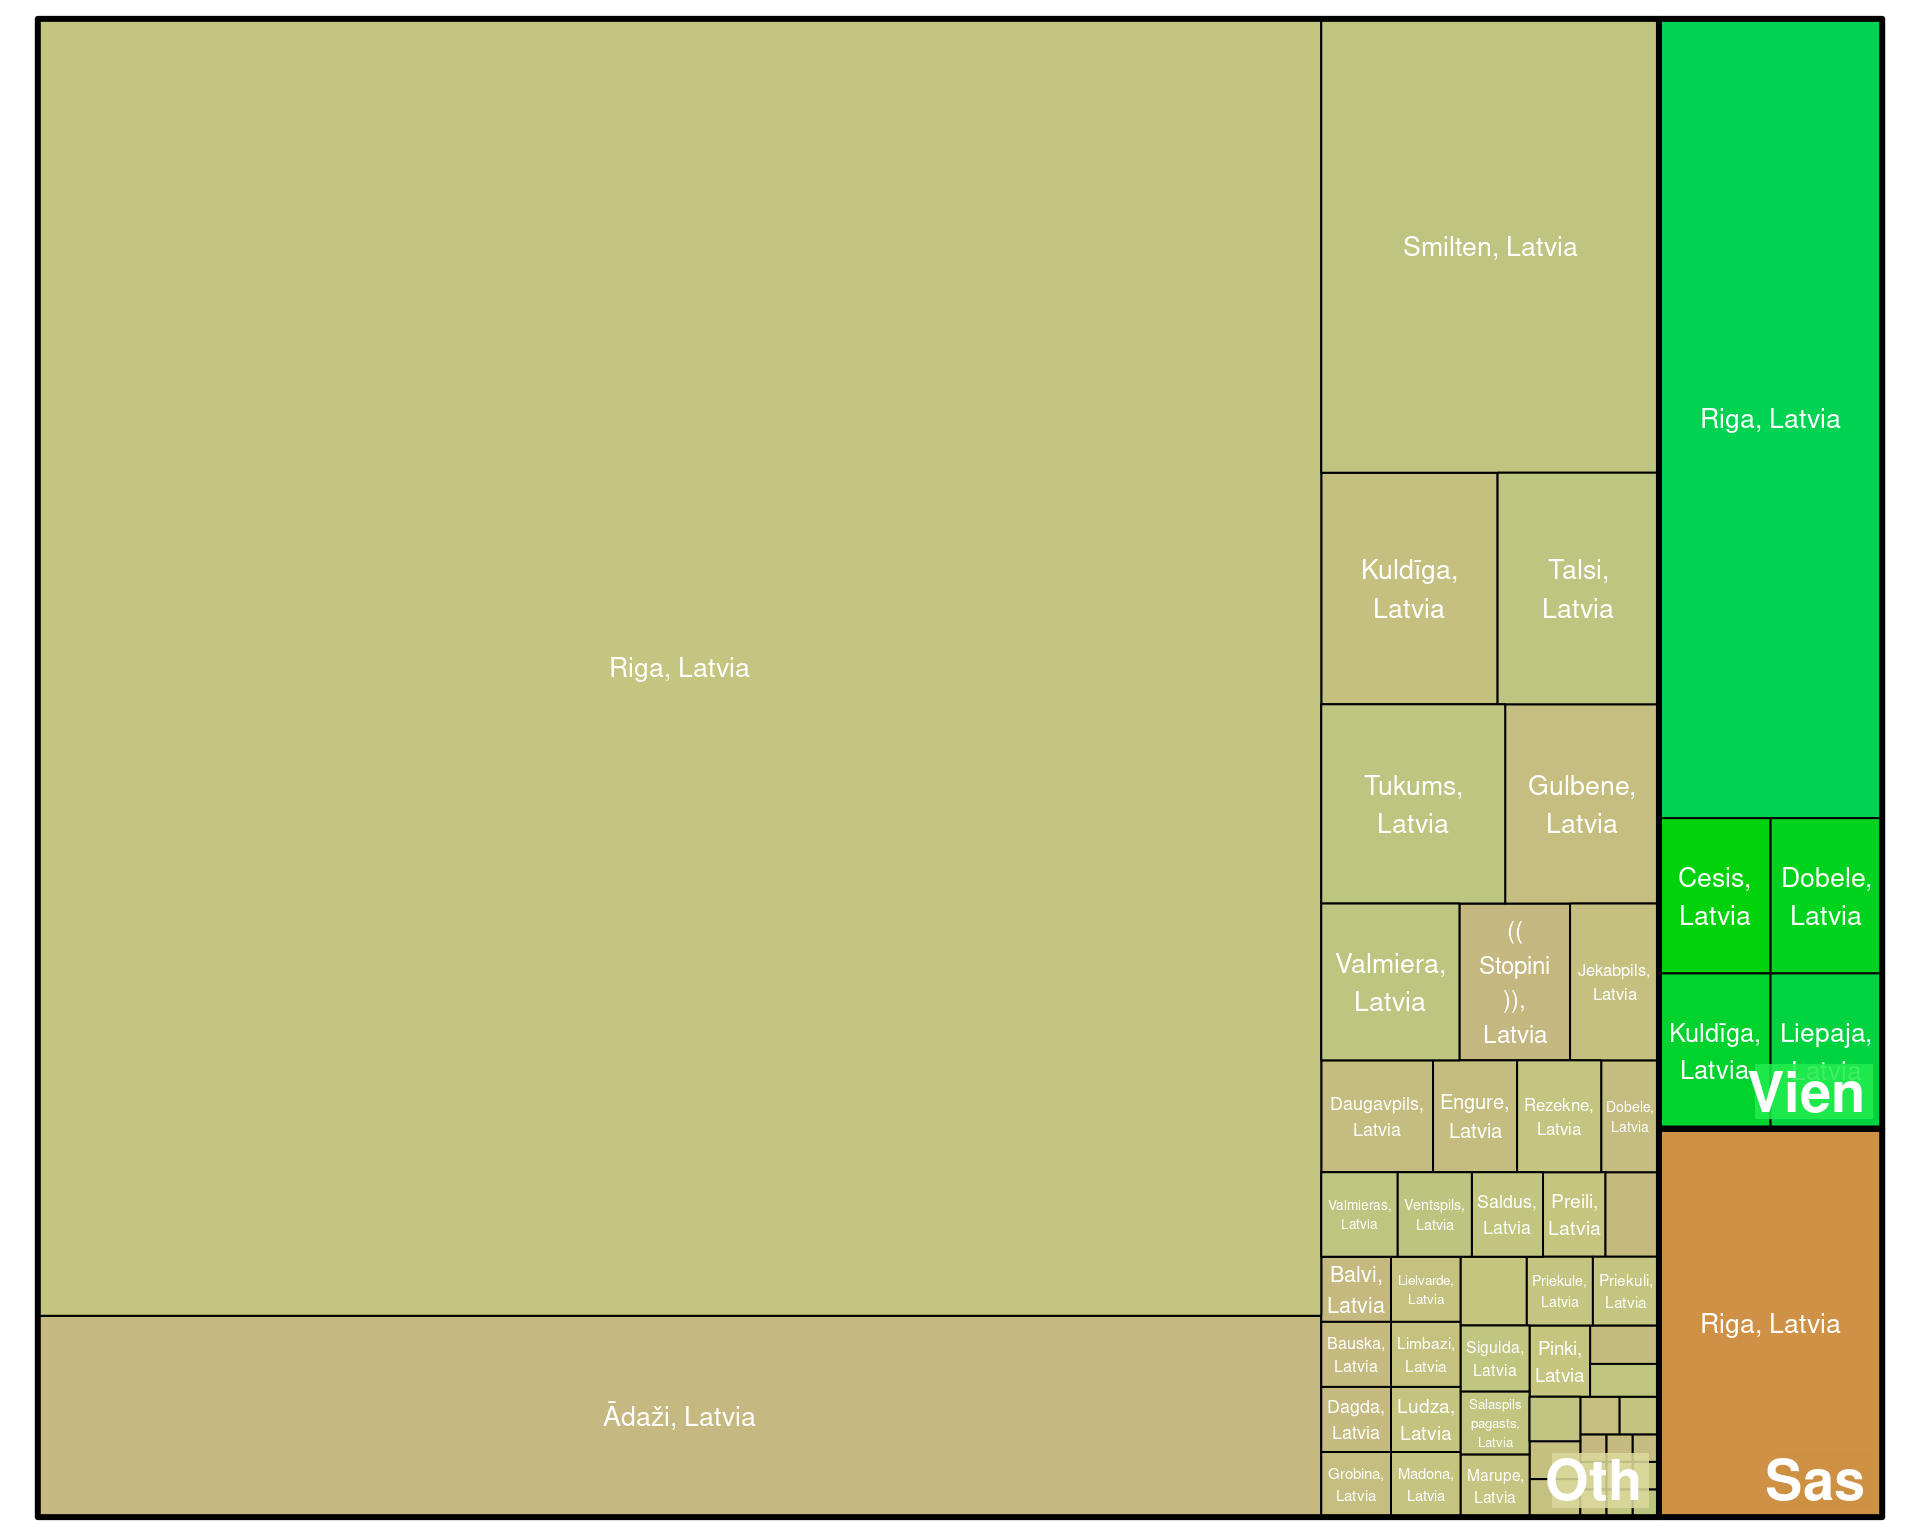 Riga, Latvia
Ādaži, Latvia
Smilten, Latvia
Kuldīga,
Latvia
Talsi,
Latvia
Tukums,
Latvia
Gulbene,
Latvia
Valmiera,
Latvia
((
Stopini
)),
Latvia
Jekabpils,
Latvia
Daugavpils,
Latvia
Engure,
Latvia
Rezekne,
Latvia
Dobele,
Latvia
Valmieras,
Latvia
Ventspils,
Latvia
Saldus,
Latvia
Preili,
Latvia
Balvi,
Latvia
Lielvarde,
Latvia
Priekule,
Latvia
Priekuli,
Latvia
Bauska,
Latvia
Limbazi,
Latvia
Sigulda,
Latvia
Pinki,
Latvia
Dagda,
Latvia
Ludza,
Latvia
Salaspils
pagasts,
Latvia
Grobina,
Latvia
Madona,
Latvia
Marupe,
Latvia
Oth
Riga, Latvia
Cesis,
Latvia
Dobele,
Latvia
Kuldīga,
Latvia
Liepaja,
Latvia
Vien
Riga, Latvia
Sas